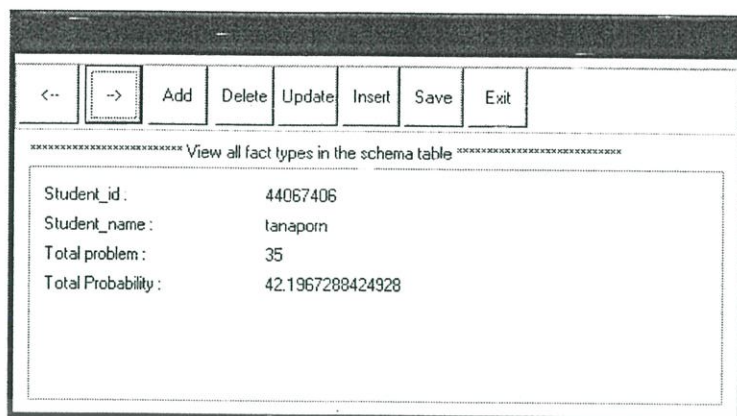 <-- --> Add Delete Update Insert Save Exit
************************** View all fact types in the schema table ****************************
Student_id : 44067406
Student_name : tanaporn
Total problem : 35
Total Probability : 42.1967288424928